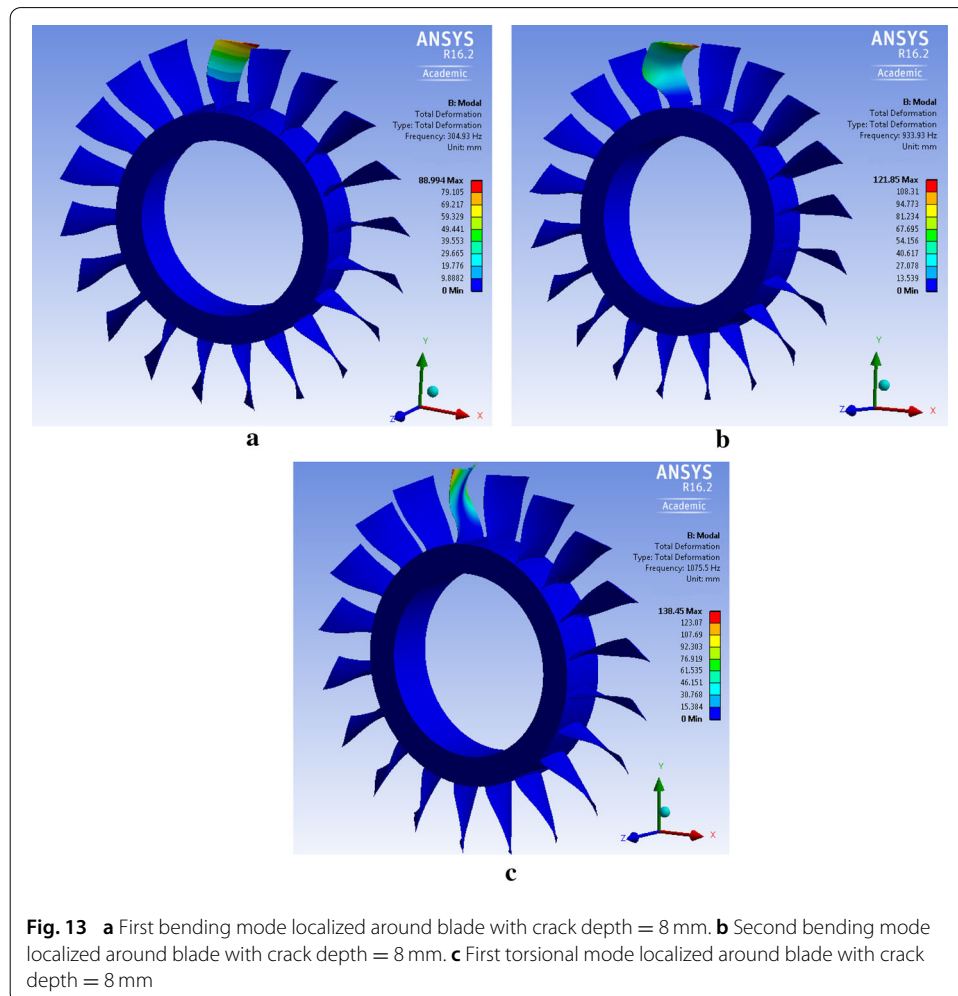 ANSYS
R16.2
Academic
B: Modal
Total Deformation
Type: Total Deformation
Frequency: 304.93 Hz
Unit: mm
88.994 Max
79.105
69.217
59.329
49.441
39.553
29.665
19.776
9.8882
0 Min
Y
Z
X
a
ANSYS
R16.2
Academic
B: Modal
Total Deformation
Type: Total Deformation
Frequency: 933.93 Hz
Unit: mm
121.85 Max
108.31
94.773
81.234
67.695
54.156
40.617
27.078
13.539
0 Min
Y
Z
X
b
ANSYS
R16.2
Academic
B: Modal
Total Deformation
Type: Total Deformation
Frequency: 1075.5 Hz
Unit: mm
138.45 Max
123.07
107.69
92.303
76.919
61.535
46.151
30.768
15.384
0 Min
Y
Z
X
c
Fig. 13 a First bending mode localized around blade with crack depth = 8 mm. b Second bending mode
localized around blade with crack depth = 8 mm. c First torsional mode localized around blade with crack
depth = 8 mm